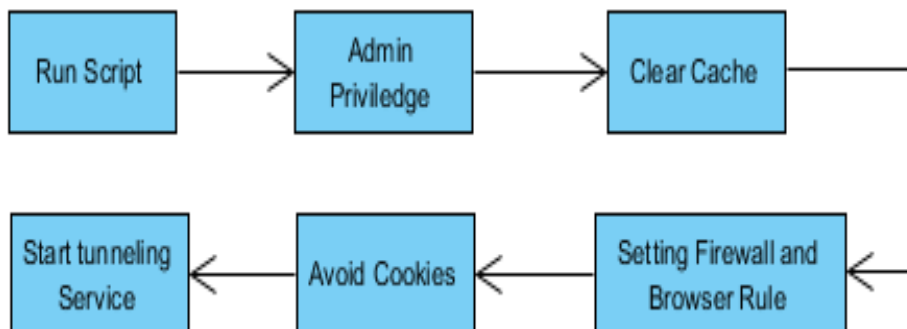 Run Script
Admin
Priviledge
Clear Cache
Setting Firewall and
Browser Rule
Avoid Cookies
Start tunneling
Service